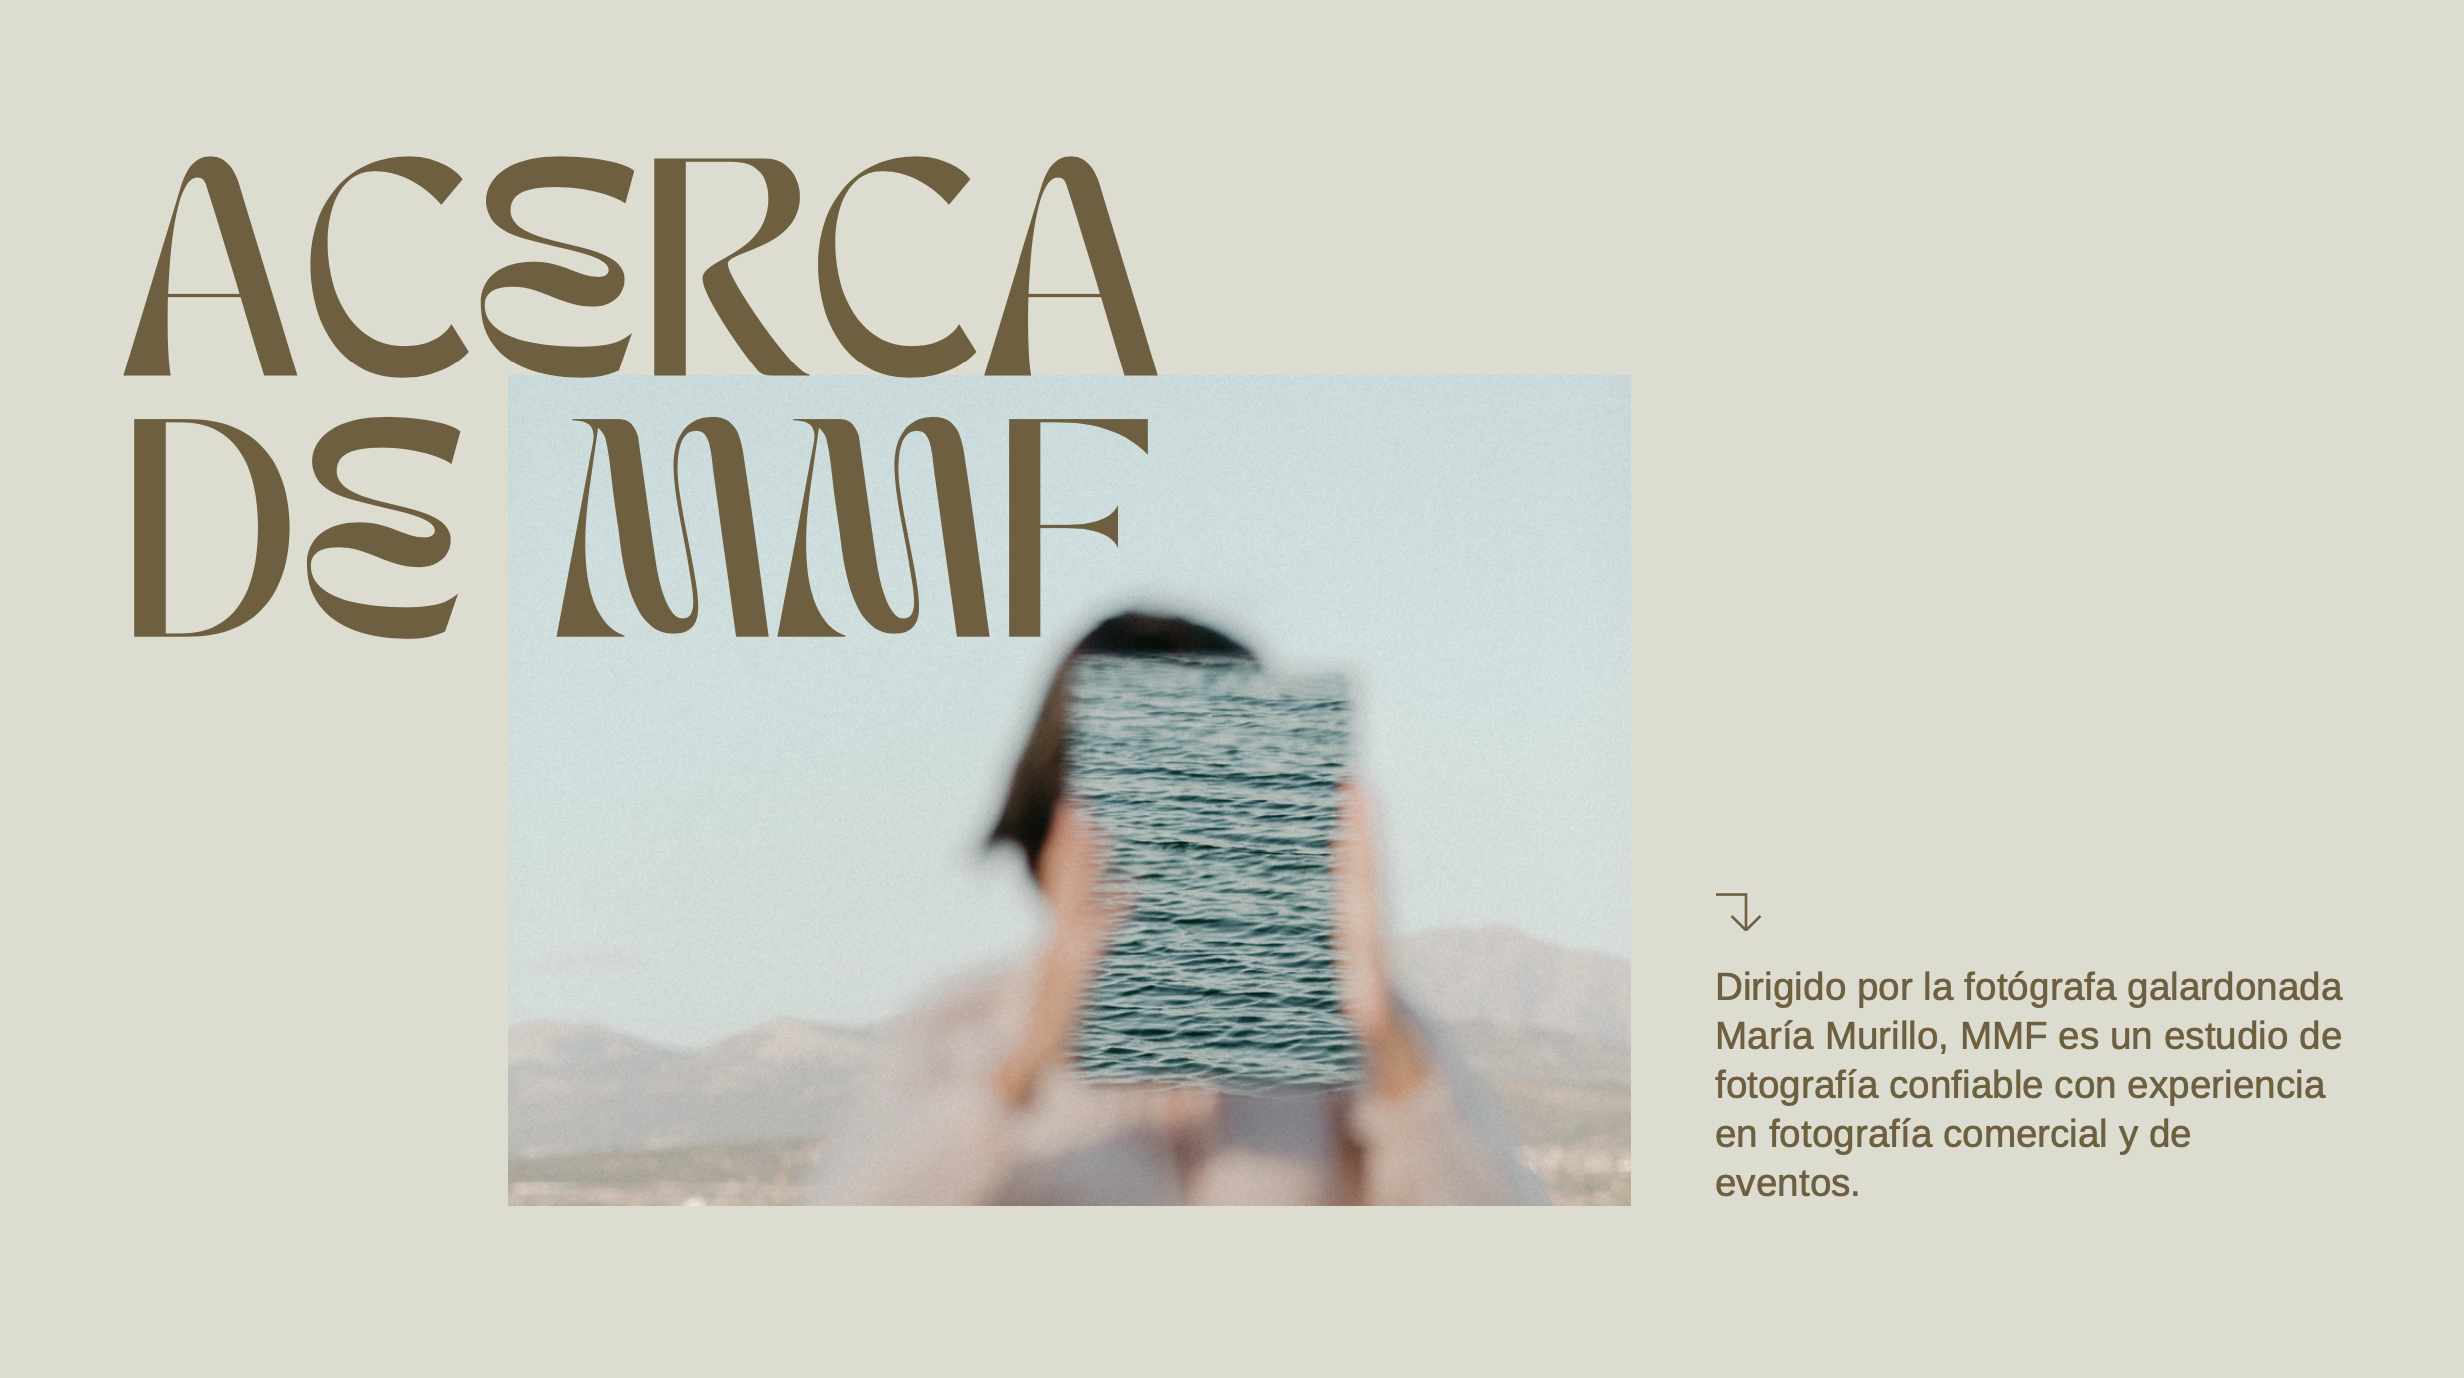 ACERCA
DE MMF
Dirigido por la fotógrafa galardonada
María Murillo, MMF es un estudio de
fotografía confiable con experiencia
en fotografía comercial y de
eventos.